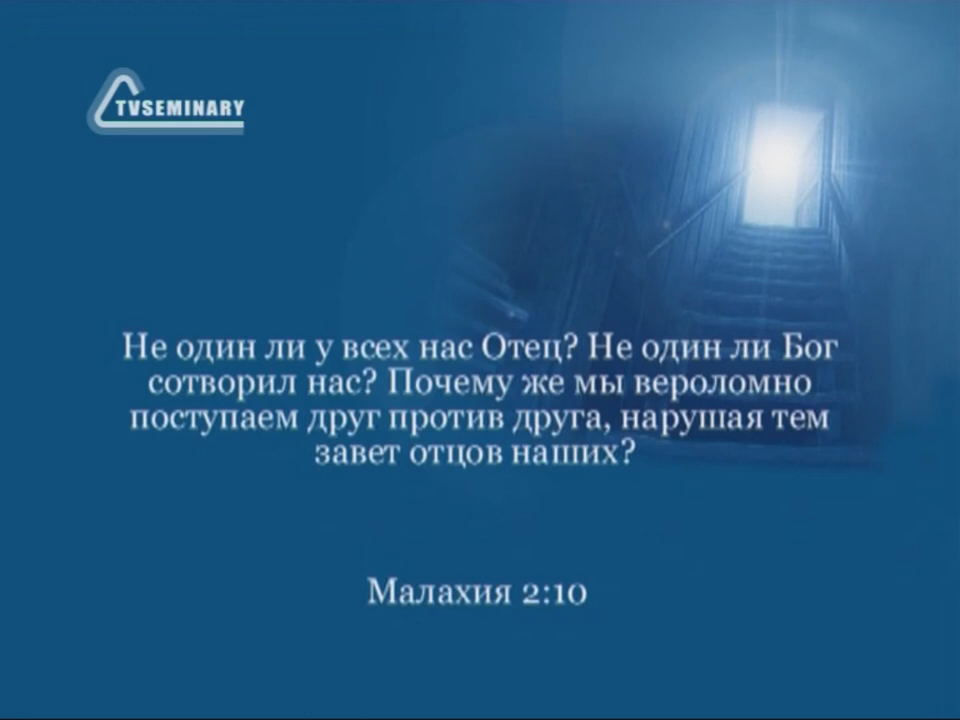 TVSEMINARY
Не один ли у всех нас Отец? Не один ли Бог
сотворил нас? Почему же мы вероломно
поступаем друг против друга, нарушая тем
завет отцов наших?
Малахия 2:10